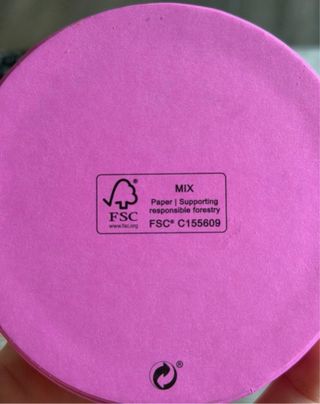 FSC
www.fsc.org
MIX
Paper | Supporting
responsible forestry
FSC® C155609
®